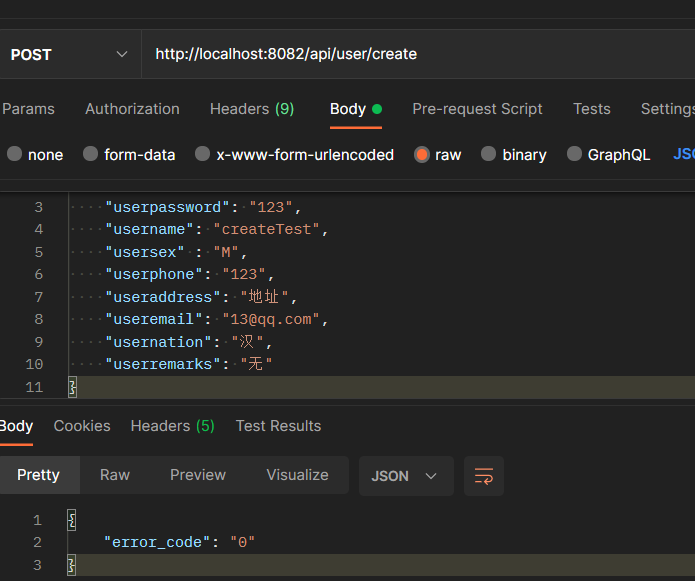 POST http://localhost:8082/api/user/create
Params Authorization Headers (9) Body Pre-request Script Tests Settings
none form-data x-www-form-urlencoded raw binary GraphQL JSO
3 "userpassword": "123",
4 "username": "createTest",
5 "usersex" : "M",
6 "userphone": "123",
7 "useraddress": "地址",
8 "useremail": "13@qq.com",
9 "usernation": "汉",
10 "userremarks": "无"
11 }
Body Cookies Headers (5) Test Results
Pretty Raw Preview Visualize JSON
1 {
2 "error_code": "0"
3 }